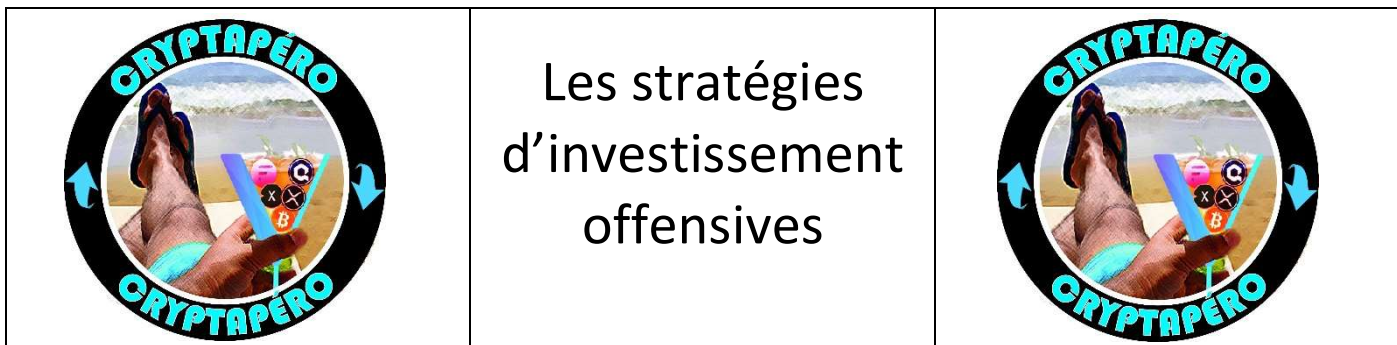 CRYPTAPÉRO
CRYPTAPÉRO
Les stratégies
d’investissement
offensives
CRYPTAPÉRO
CRYPTAPÉRO